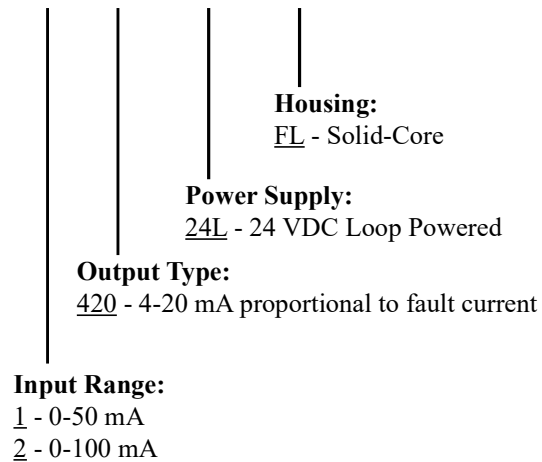 Housing:
FL - Solid-Core
Power Supply:
24L - 24 VDC Loop Powered
Output Type:
420 - 4-20 mA proportional to fault current
Input Range:
1 - 0-50 mA
2 - 0-100 mA